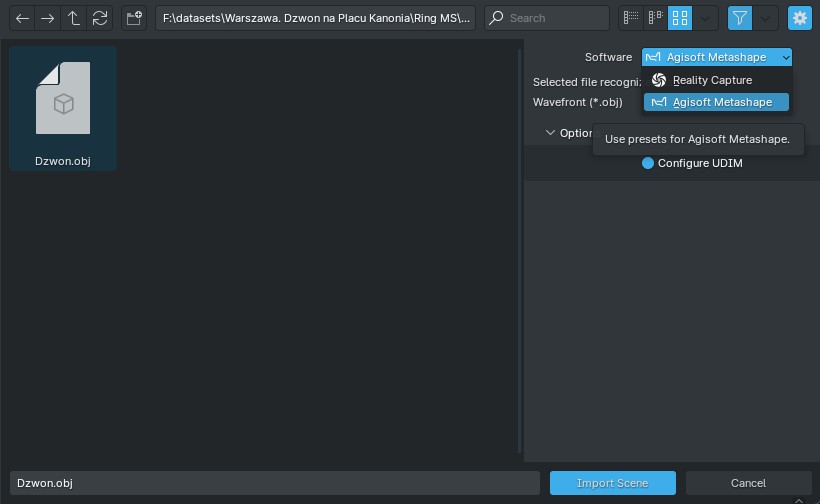 F:\datasets\Warszawa. Dzwon na Placu Kanonia\Ring MS\...
Search
Dzwon.obj
Software
Agisoft Metashape
Reality Capture
Agisoft Metashape
Selected file recogniz
Wavefront (*.obj)
Use presets for Agisoft Metashape.
Option
Configure UDIM
Dzwon.obj
Import Scene
Cancel